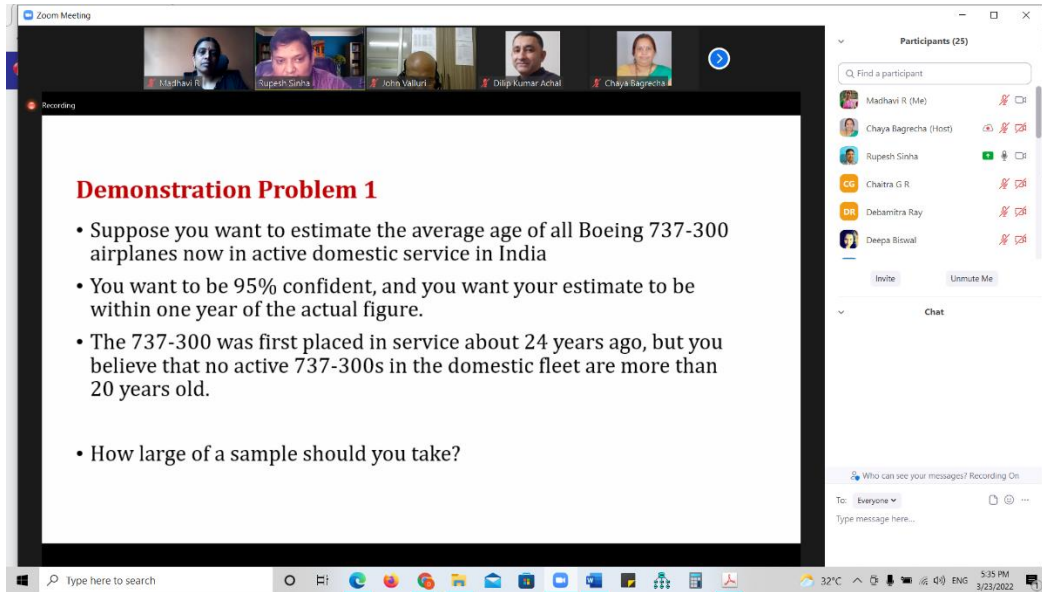 Zoom Meeting
Madhavi R
Rupesh Sinha
John Valluri
Dilip Kumar Achal
Chaya Bagrecha
Recording
Demonstration Problem 1
• Suppose you want to estimate the average age of all Boeing 737-300
airplanes now in active domestic service in India
• You want to be 95% confident, and you want your estimate to be
within one year of the actual figure.
• The 737-300 was first placed in service about 24 years ago, but you
believe that no active 737-300s in the domestic fleet are more than
20 years old.
• How large of a sample should you take?
Participants (25)
Find a participant
Madhavi R (Me)
Chaya Bagrecha (Host)
Rupesh Sinha
CG Chaitra G R
DR Debamitra Ray
Deepa Biswal
Invite Unmute Me
Chat
Who can see your messages? Recording On
To: Everyone
Type message here...
Type here to search
32°C ENG 5:35 PM
3/23/2022
1